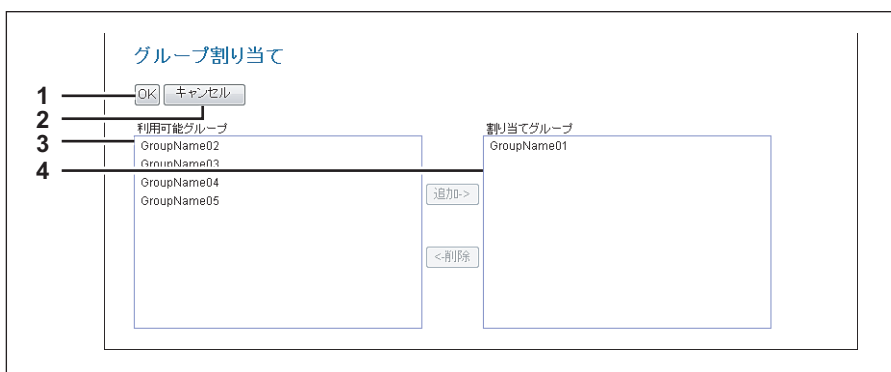 グループ割り当て
1
OK キャンセル
2
利用可能グループ
割り当てグループ
3
GroupName02
GroupName01
GroupName03
4
GroupName04
追加->
GroupName05
<-削除